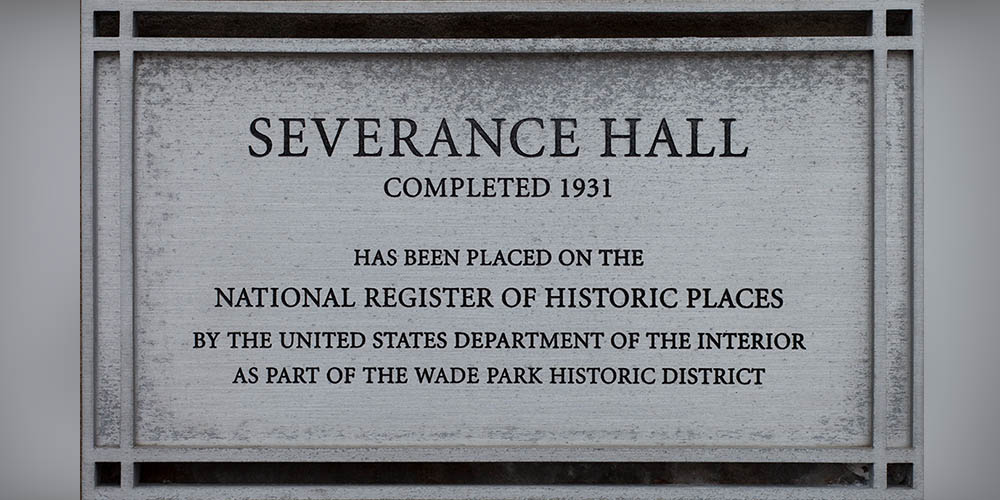 SEVERANCE HALL
COMPLETED 1931
HAS BEEN PLACED ON THE
NATIONAL REGISTER OF HISTORIC PLACES
BY THE UNITED STATES DEPARTMENT OF THE INTERIOR
AS PART OF THE WADE PARK HISTORIC DISTRICT